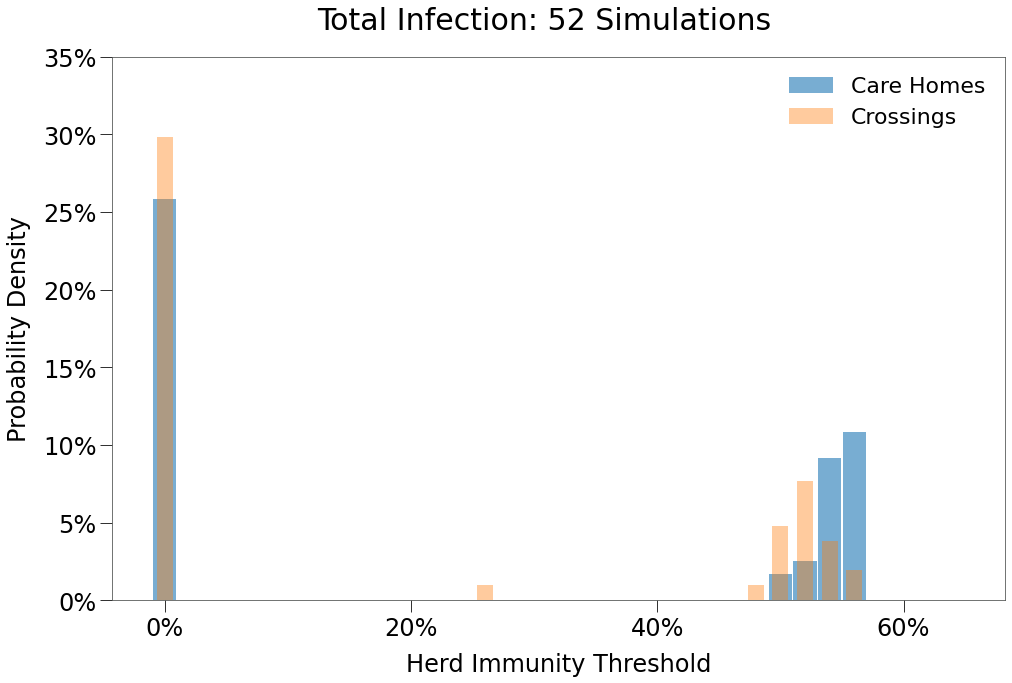 Total Infection: 52 Simulations
35%
30%
25%
20%
15%
10%
5%
0%
Probability Density
Care Homes
Crossings
0%
20%
40%
60%
Herd Immunity Threshold